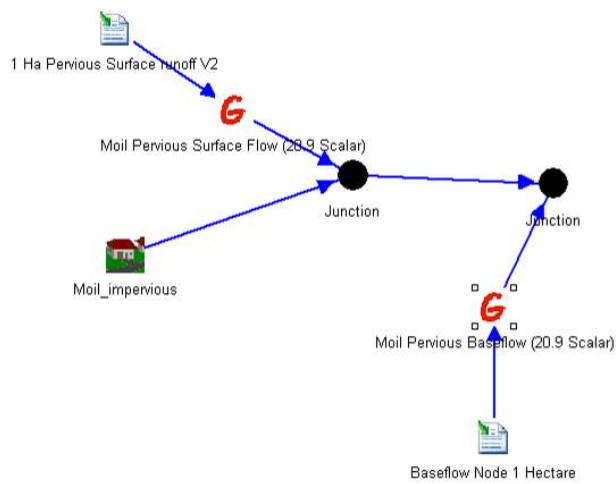 1 Ha Pervious Surface runoff V2
G
Moil Pervious Surface Flow (20.9 Scalar)
Junction
Junction
Moil_impervious
G
Moil Pervious Baseflow (20.9 Scalar)
Baseflow Node 1 Hectare